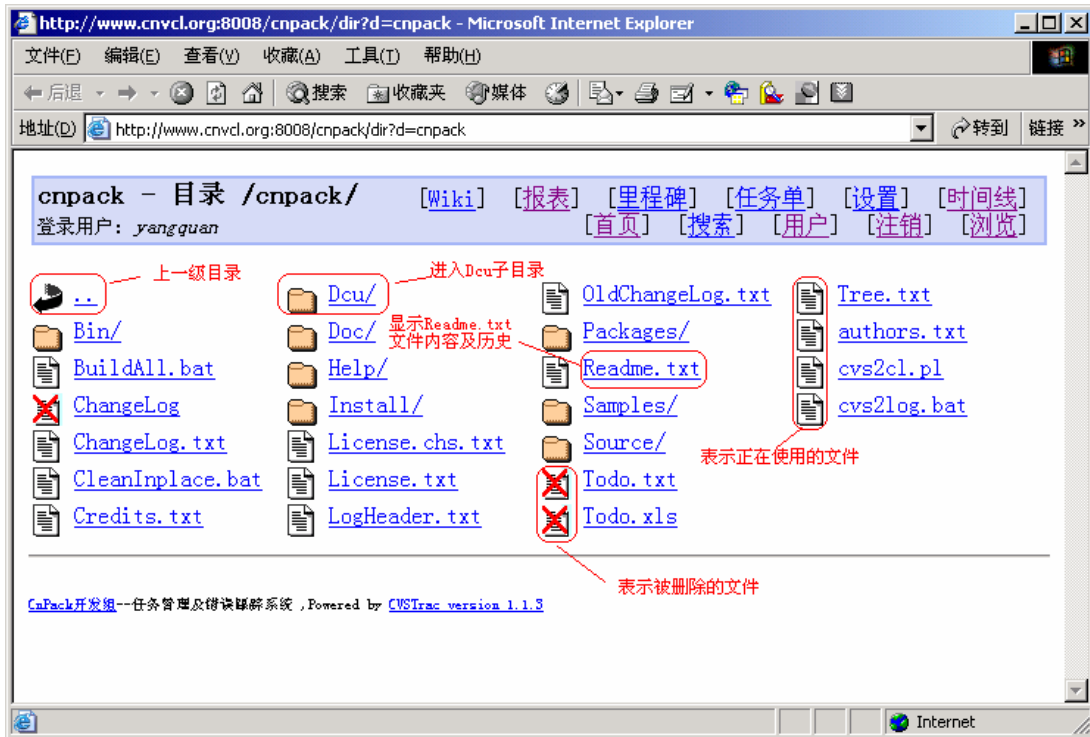 http://www.cnvcl.org:8008/cnpack/dir?d=cnpack - Microsoft Internet Explorer
文件(F) 编辑(E) 查看(V) 收藏(A) 工具(T) 帮助(H)
后退 搜索 收藏夹 媒体
地址(D) http://www.cnvcl.org:8008/cnpack/dir?d=cnpack 转到 链接 »
cnpack - 目录 /cnpack/ [Wiki] [报表] [里程碑] [任务单] [设置] [时间线]
登录用户: yangquan [首页] [搜索] [用户] [注销] [浏览]
上一级目录 进入Dcu子目录
.. Dcu/ OldChangeLog.txt Tree.txt
显示Readme.txt
文件内容及历史
Bin/ Doc/ Packages/ authors.txt
BuildAll.bat Help/ Readme.txt cvs2cl.pl
ChangeLog Install/ Samples/ cvs2log.bat
ChangeLog.txt License.chs.txt Source/
表示正在使用的文件
CleanInplace.bat License.txt Todo.txt
Credits.txt LogHeader.txt Todo.xls
表示被删除的文件
CnPack开发组--任务管理及错误跟踪系统 ,Powered by CVSTrac version 1.1.3
Internet